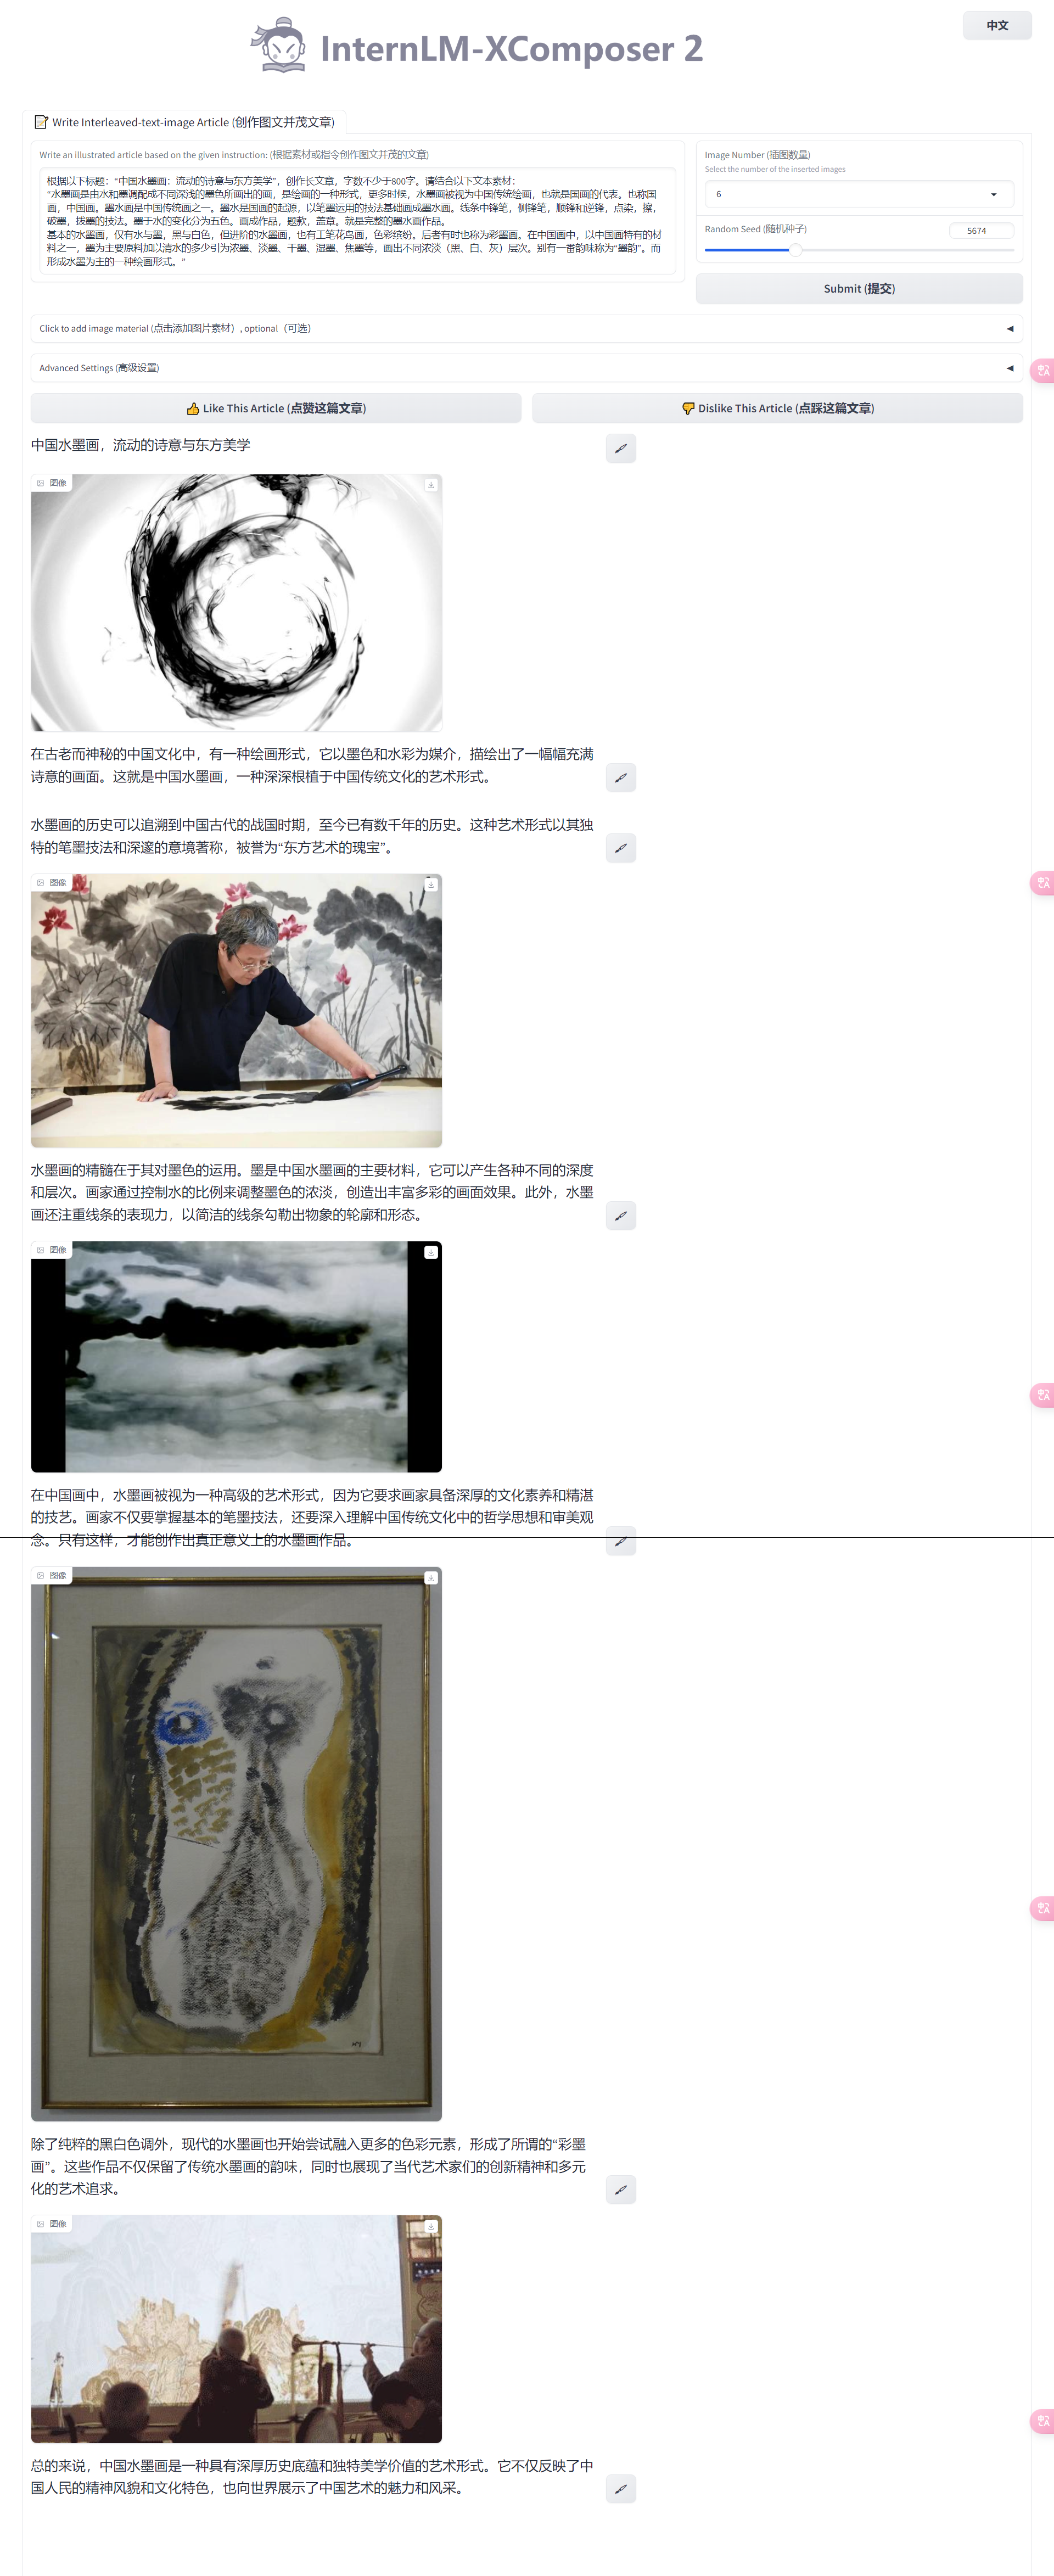 InternLM-XComposer 2
中文
Write Interleaved-text-image Article (创作图文并茂文章)
Write an illustrated article based on the given instruction: (根据素材或指令创作图文并茂的文章)
根据以下标题：“中国水墨画：流动的诗意与东方美学”，创作长文章，字数不少于800字。请结合以下文本素材：
“水墨画是由水和墨调配成不同深浅的墨色所画出的画，是绘画的一种形式，更多时候，水墨画被视为中国传统绘画，也就是国画的代表。也称国
画，中国画。墨水画是中国传统画之一。墨水是国画的起源，以笔墨运用的技法基础画成墨水画。线条中锋笔，侧锋笔，顺锋和逆锋，点染，擦，
破墨，拨墨的技法。墨于水的变化分为五色。画成作品，题款，盖章。就是完整的墨水画作品。
基本的水墨画，仅有水与墨，黑与白色，但进阶的水墨画，也有工笔花鸟画，色彩缤纷。后者有时也称为彩墨画。在中国画中，以中国画特有的材
料之一，墨为主要原料加以清水的多少引为浓墨、淡墨、干墨、湿墨、焦墨等，画出不同浓淡（黑、白、灰）层次。别有一番韵味称为“墨韵”。而
形成水墨为主的一种绘画形式。”
Image Number (插图数量)
Select the number of the inserted images
6
Random Seed (随机种子)
5674
Submit (提交)
Click to add image material (点击添加图片素材）, optional（可选）
Advanced Settings (高级设置)
Like This Article (点赞这篇文章)
Dislike This Article (点踩这篇文章)
中国水墨画，流动的诗意与东方美学
图像
在古老而神秘的中国文化中，有一种绘画形式，它以墨色和水彩为媒介，描绘出了一幅幅充满
诗意的画面。这就是中国水墨画，一种深深根植于中国传统文化的艺术形式。
水墨画的历史可以追溯到中国古代的战国时期，至今已有数千年的历史。这种艺术形式以其独
特的笔墨技法和深邃的意境著称，被誉为“东方艺术的瑰宝”。
图像
水墨画的精髓在于其对墨色的运用。墨是中国水墨画的主要材料，它可以产生各种不同的深度
和层次。画家通过控制水的比例来调整墨色的浓淡，创造出丰富多彩的画面效果。此外，水墨
画还注重线条的表现力，以简洁的线条勾勒出物象的轮廓和形态。
图像
在中国画中，水墨画被视为一种高级的艺术形式，因为它要求画家具备深厚的文化素养和精湛
的技艺。画家不仅要掌握基本的笔墨技法，还要深入理解中国传统文化中的哲学思想和审美观
念。只有这样，才能创作出真正意义上的水墨画作品。
图像
除了纯粹的黑白色调外，现代的水墨画也开始尝试融入更多的色彩元素，形成了所谓的“彩墨
画”。这些作品不仅保留了传统水墨画的韵味，同时也展现了当代艺术家们的创新精神和多元
化的艺术追求。
图像
总的来说，中国水墨画是一种具有深厚历史底蕴和独特美学价值的艺术形式。它不仅反映了中
国人民的精神风貌和文化特色，也向世界展示了中国艺术的魅力和风采。